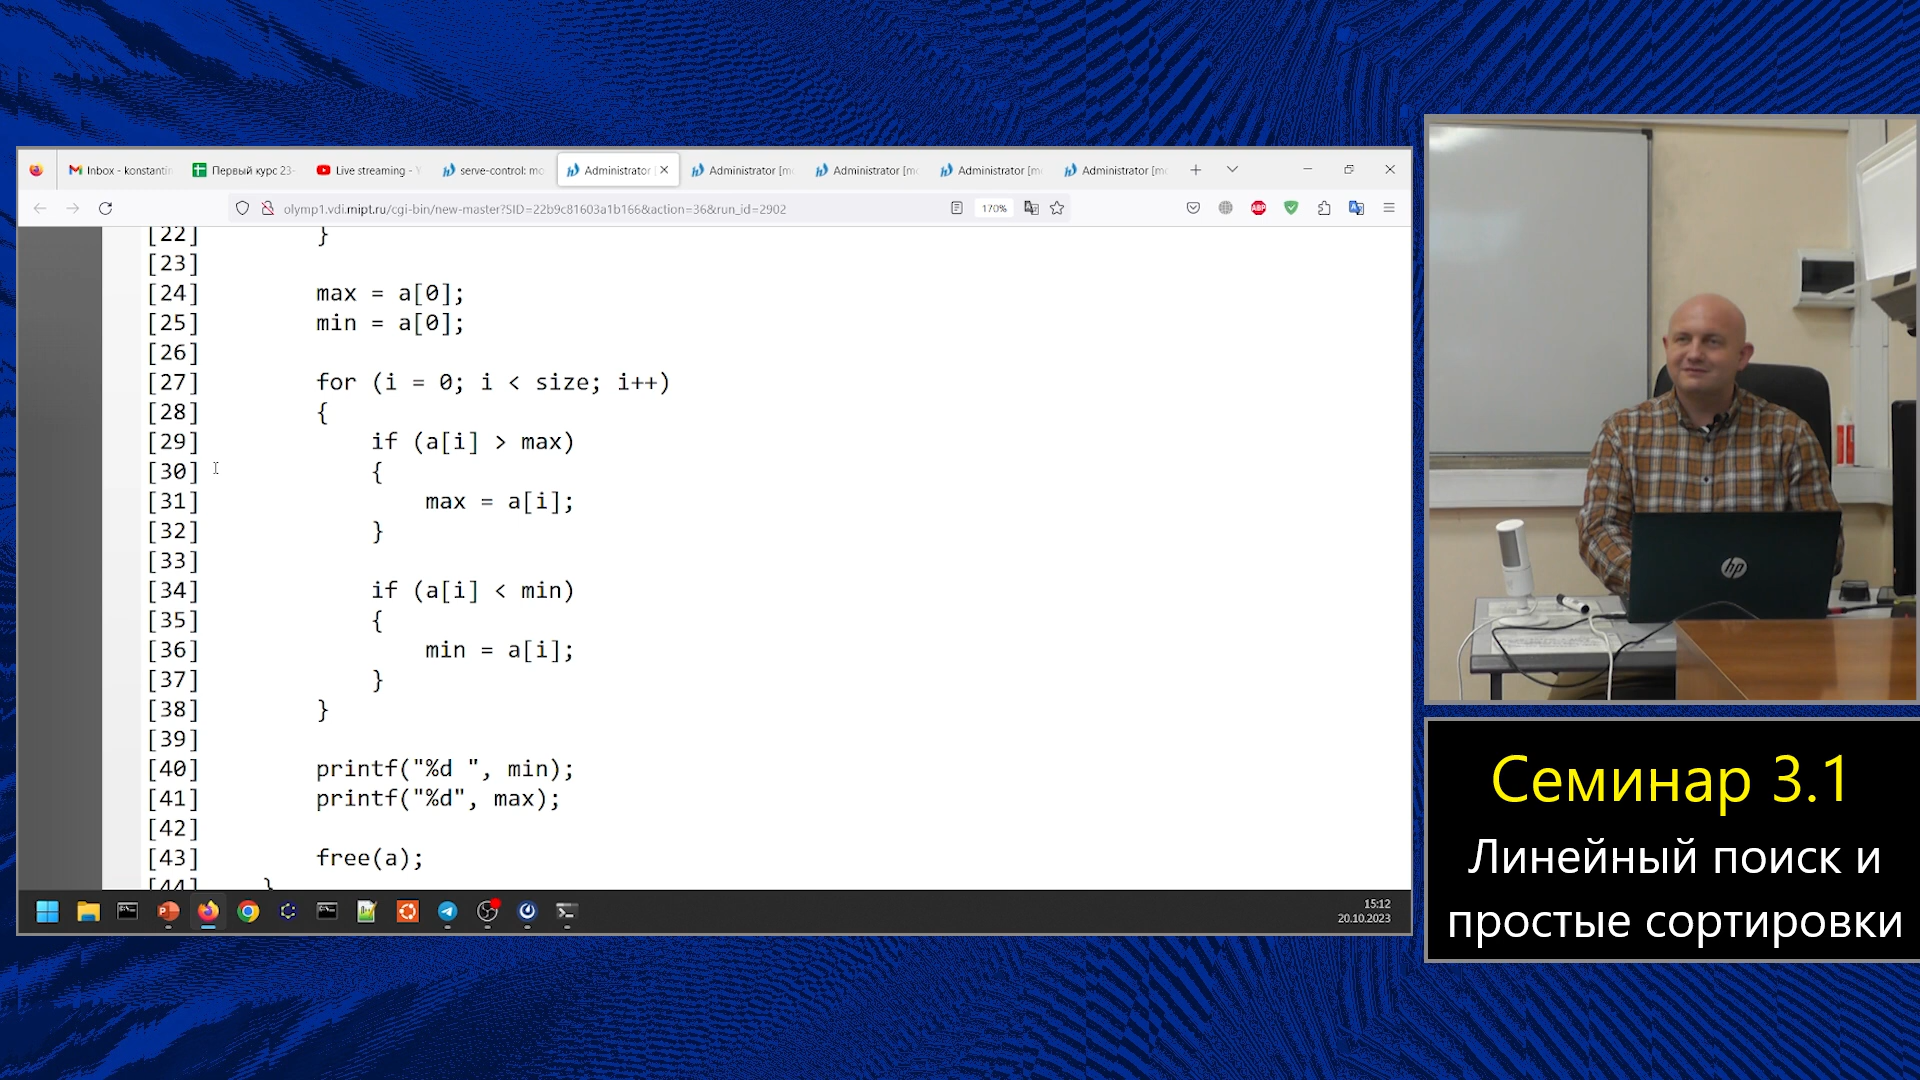 Inbox - konstantin
Первый курс 23-
Live streaming - Y
serve-control: mo
Administrator [
Administrator [m
Administrator [m
Administrator [m
Administrator [m
olymp1.vdi.mipt.ru/cgi-bin/new-master?SID=22b9c81603a1b166&action=36&run_id=2902
170%
ABP
[22] }
[23]
[24] max = a[0];
[25] min = a[0];
[26]
[27] for (i = 0; i < size; i++)
[28] {
[29] if (a[i] > max)
[30] {
[31] max = a[i];
[32] }
[33]
[34] if (a[i] < min)
[35] {
[36] min = a[i];
[37] }
[38] }
[39]
[40] printf("%d ", min);
[41] printf("%d", max);
[42]
[43] free(a);
[44] }
15:12
20.10.2023
hp
Семинар 3.1
Линейный поиск и
простые сортировки